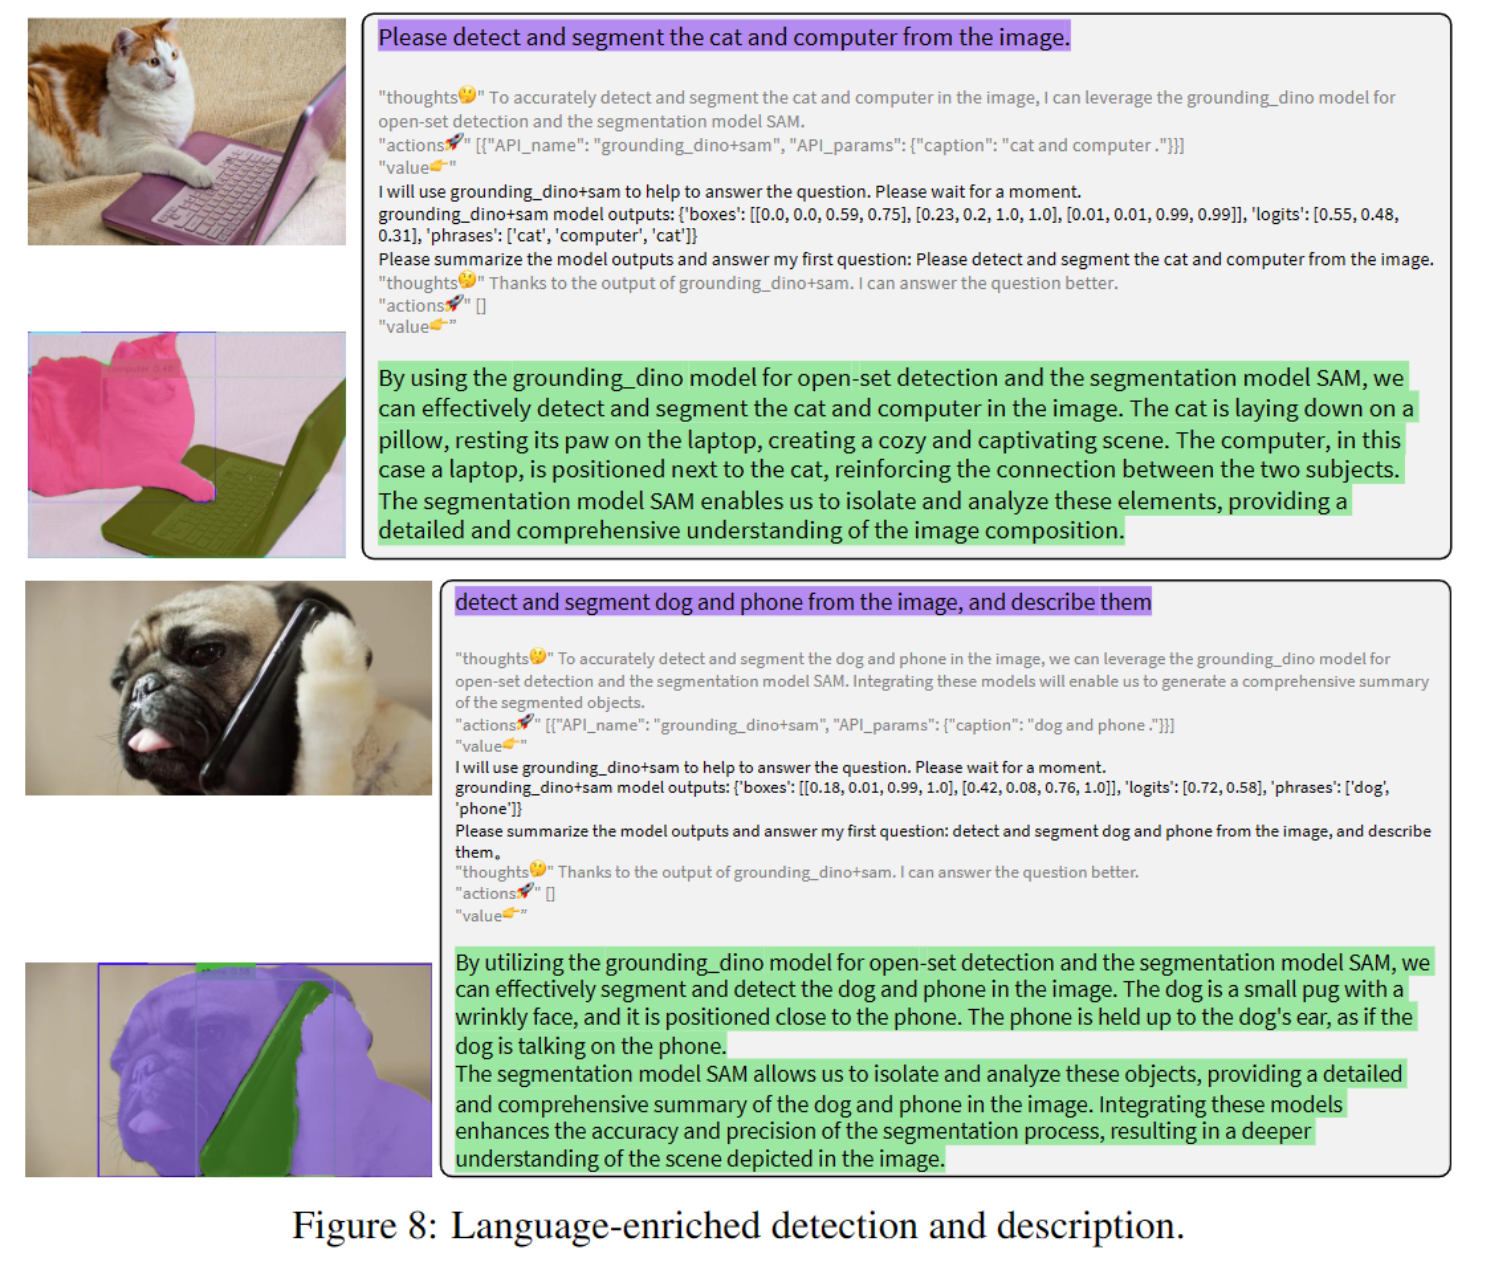 Please detect and segment the cat and computer from the image.
"thoughts🤔" To accurately detect and segment the cat and computer in the image, I can leverage the grounding_dino model for
open-set detection and the segmentation model SAM.
"actions🚀" [{"API_name": "grounding_dino+sam", "API_params": {"caption": "cat and computer ."}}]
"value👉"
I will use grounding_dino+sam to help to answer the question. Please wait for a moment.
grounding_dino+sam model outputs: {'boxes': [[0.0, 0.0, 0.59, 0.75], [0.23, 0.2, 1.0, 1.0], [0.01, 0.01, 0.99, 0.99]], 'logits': [0.55, 0.48,
0.31], 'phrases': ['cat', 'computer', 'cat']}
Please summarize the model outputs and answer my first question: Please detect and segment the cat and computer from the image.
"thoughts🤔" Thanks to the output of grounding_dino+sam. I can answer the question better.
"actions🚀" []
"value👉"
computer 0.48
By using the grounding_dino model for open-set detection and the segmentation model SAM, we
can effectively detect and segment the cat and computer in the image. The cat is laying down on a
pillow, resting its paw on the laptop, creating a cozy and captivating scene. The computer, in this
case a laptop, is positioned next to the cat, reinforcing the connection between the two subjects.
The segmentation model SAM enables us to isolate and analyze these elements, providing a
detailed and comprehensive understanding of the image composition.
detect and segment dog and phone from the image, and describe them
"thoughts🤔" To accurately detect and segment the dog and phone in the image, we can leverage the grounding_dino model for
open-set detection and the segmentation model SAM. Integrating these models will enable us to generate a comprehensive summary
of the segmented objects.
"actions🚀" [{"API_name": "grounding_dino+sam", "API_params": {"caption": "dog and phone ."}}]
"value👉"
I will use grounding_dino+sam to help to answer the question. Please wait for a moment.
grounding_dino+sam model outputs: {'boxes': [[0.18, 0.01, 0.99, 1.0], [0.42, 0.08, 0.76, 1.0]], 'logits': [0.72, 0.58], 'phrases': ['dog',
'phone']}
Please summarize the model outputs and answer my first question: detect and segment dog and phone from the image, and describe
them。
"thoughts🤔" Thanks to the output of grounding_dino+sam. I can answer the question better.
"actions🚀" []
"value👉"
phone 0.58
By utilizing the grounding_dino model for open-set detection and the segmentation model SAM, we
can effectively segment and detect the dog and phone in the image. The dog is a small pug with a
wrinkly face, and it is positioned close to the phone. The phone is held up to the dog's ear, as if the
dog is talking on the phone.
The segmentation model SAM allows us to isolate and analyze these objects, providing a detailed
and comprehensive summary of the dog and phone in the image. Integrating these models
enhances the accuracy and precision of the segmentation process, resulting in a deeper
understanding of the scene depicted in the image.
Figure 8: Language-enriched detection and description.